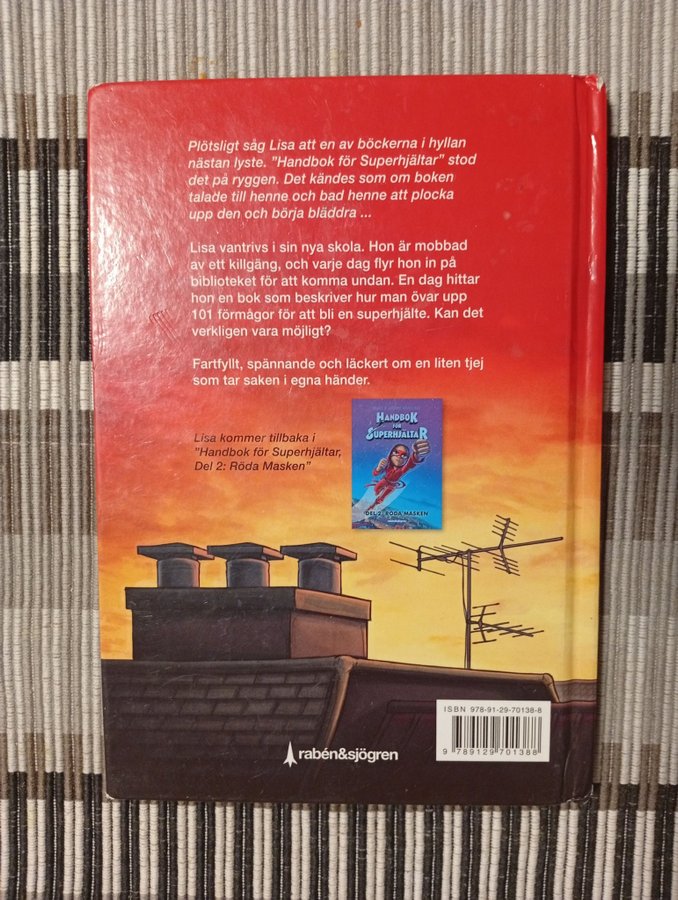 Plötsligt såg Lisa att en av böckerna i hyllan
nästan lyste. "Handbok för Superhjältar" stod
det på ryggen. Det kändes som om boken
talade till henne och bad henne att plocka
upp den och börja bläddra ...
Lisa vantrivs i sin nya skola. Hon är mobbad
av ett killgäng, och varje dag flyr hon in på
biblioteket för att komma undan. En dag hittar
hon en bok som beskriver hur man övar upp
101 förmågor för att bli en superhjälte. Kan det
verkligen vara möjligt?
Fartfyllt, spännande och läckert om en liten tjej
som tar saken i egna händer.
HANDBOK
FÖR
SUPERHJÄLTAR
DEL 2: RÖDA MASKEN
Lisa kommer tillbaka i
"Handbok för Superhjältar,
Del 2: Röda Masken"
ISBN 978-91-29-70138-8
9 789129 701388
rabén&sjögren